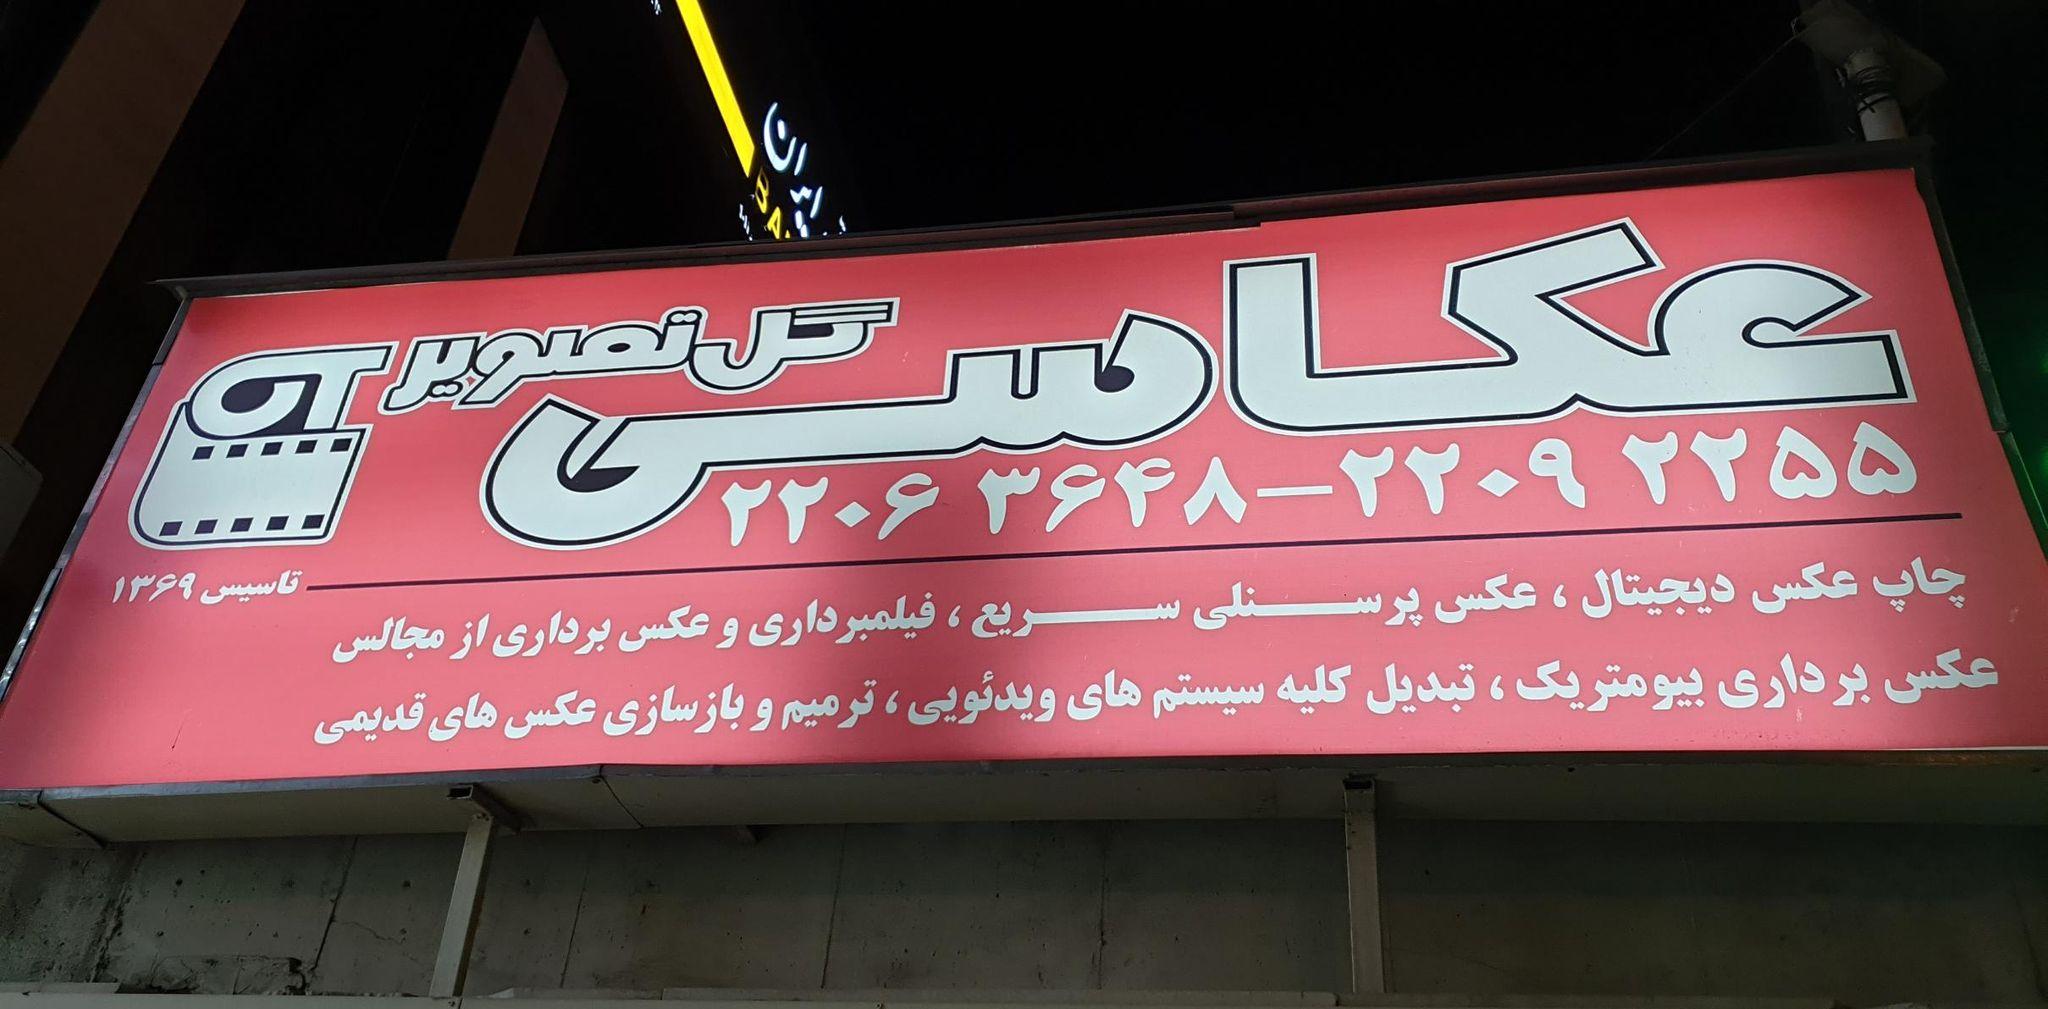 عکاسی گل تصویر
۲۲۰۶ ۳۶۴۸-۲۲۰۹ ۲۲۵۵
تاسیس ۱۳۶۹
چاپ عکس دیجیتال ، عکس پرسنلی سریع ، فیلمبرداری و عکس برداری از مجالس
عکس برداری بیومتریک ، تبدیل کلیه سیستم های ویدئویی ، ترمیم و بازسازی عکس های قدیمی